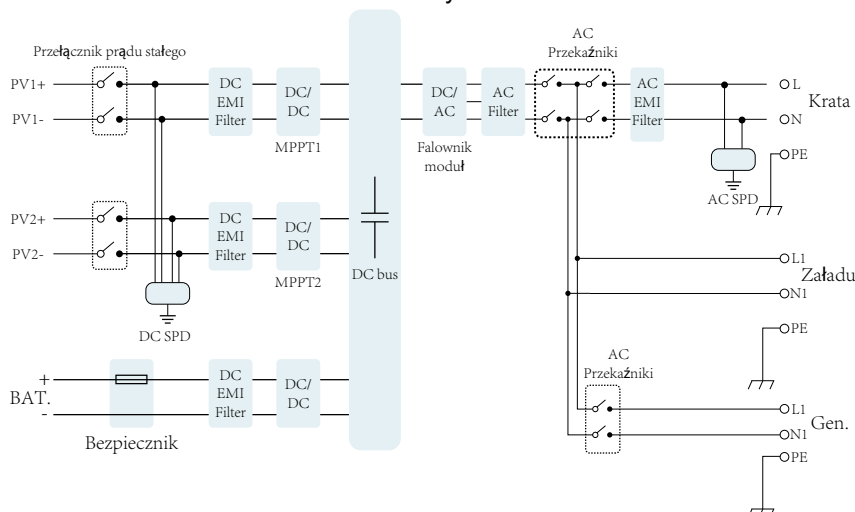 Przełącznik prądu stałego
PV1+
PV1-
DC
EMI
Filter
DC/
DC
MPPT1
PV2+
PV2-
DC
EMI
Filter
DC/
DC
MPPT2
DC SPD
+
BAT.
-
Bezpiecznik
DC
EMI
Filter
DC/
DC
DC bus
DC/
AC
Falownik
moduł
AC
Filter
AC
Przekaźniki
AC
EMI
Filter
L
N
Krata
PE
AC SPD
L1
Załadu
N1
PE
AC
Przekaźniki
L1
Gen.
N1
PE